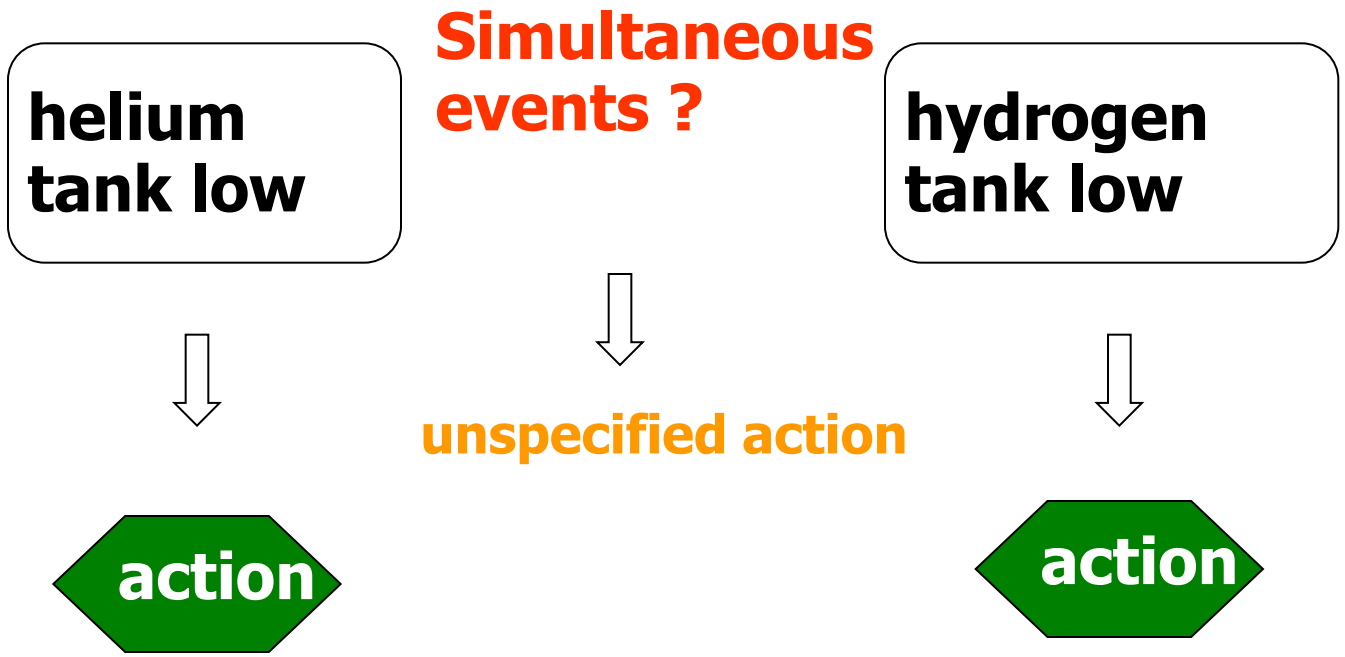 helium
tank low
Simultaneous
events ?
hydrogen
tank low
unspecified action
action
action